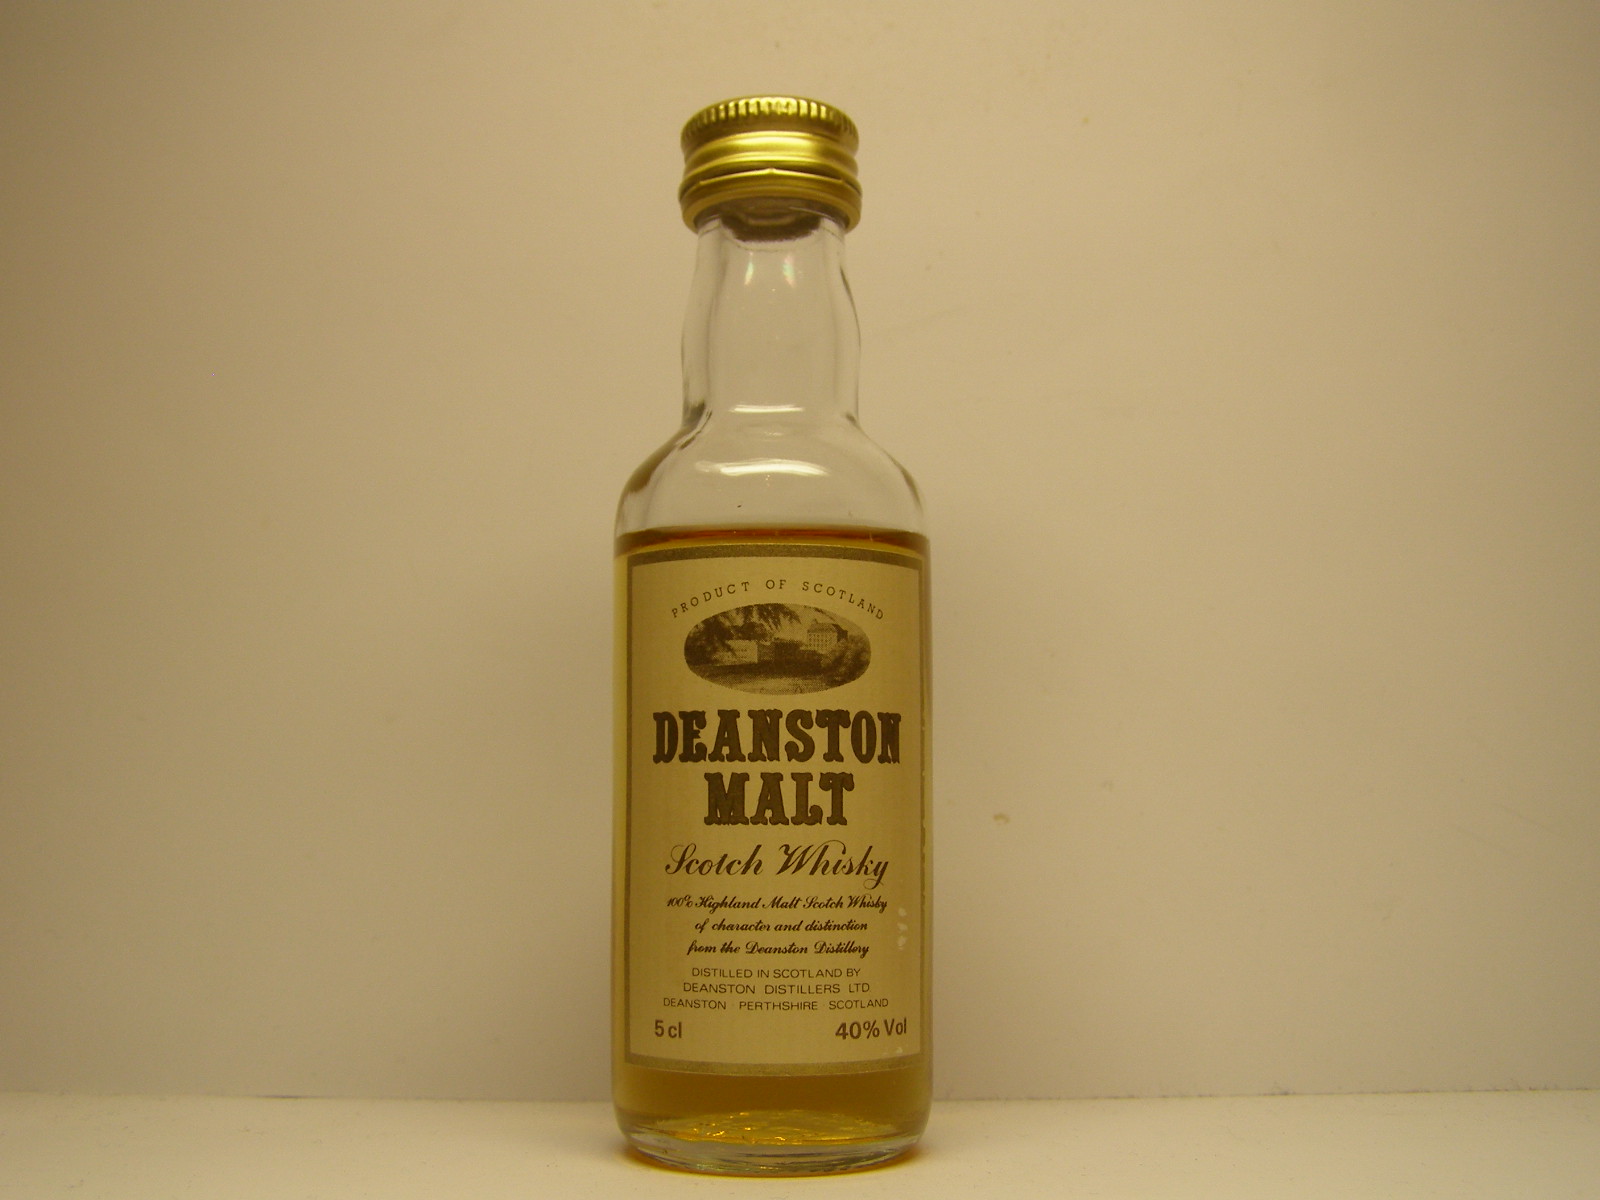 PRODUCT OF SCOTLAND
DEANSTON
MALT
Scotch Whisky
100% Highland Malt Scotch Whisky
of character and distinction
from the Deanston Distillery
DISTILLED IN SCOTLAND BY
DEANSTON DISTILLERS LTD
DEANSTON · PERTHSHIRE · SCOTLAND
5 cl 40% Vol